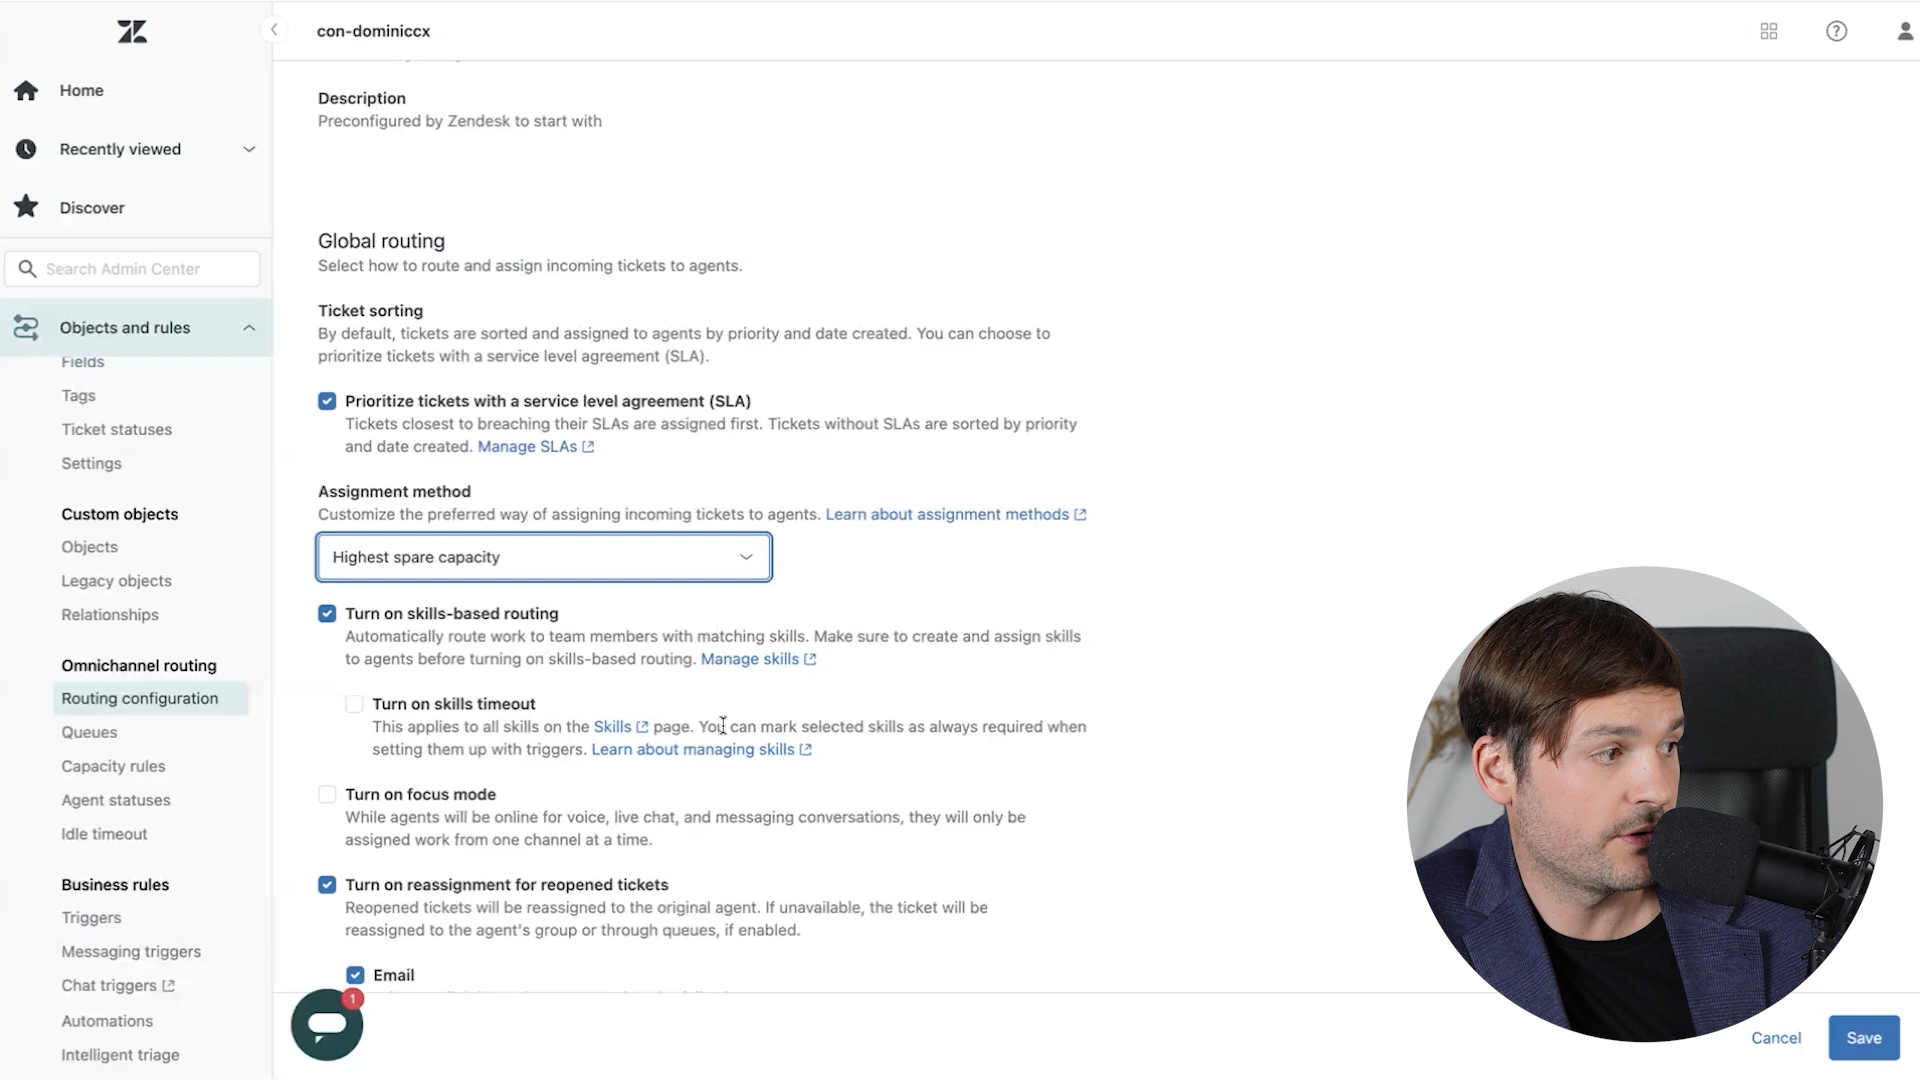 con-dominiccx
Home
Recently viewed
Discover
Search Admin Center
Objects and rules
Fields
Tags
Ticket statuses
Settings
Custom objects
Objects
Legacy objects
Relationships
Omnichannel routing
Routing configuration
Queues
Capacity rules
Agent statuses
Idle timeout
Business rules
Triggers
Messaging triggers
Chat triggers
Automations
Intelligent triage
Description
Preconfigured by Zendesk to start with
Global routing
Select how to route and assign incoming tickets to agents.
Ticket sorting
By default, tickets are sorted and assigned to agents by priority and date created. You can choose to
prioritize tickets with a service level agreement (SLA).
Prioritize tickets with a service level agreement (SLA)
Tickets closest to breaching their SLAs are assigned first. Tickets without SLAs are sorted by priority
and date created. Manage SLAs
Assignment method
Customize the preferred way of assigning incoming tickets to agents. Learn about assignment methods
Highest spare capacity
Turn on skills-based routing
Automatically route work to team members with matching skills. Make sure to create and assign skills
to agents before turning on skills-based routing. Manage skills
Turn on skills timeout
This applies to all skills on the Skills page. You can mark selected skills as always required when
setting them up with triggers. Learn about managing skills
Turn on focus mode
While agents will be online for voice, live chat, and messaging conversations, they will only be
assigned work from one channel at a time.
Turn on reassignment for reopened tickets
Reopened tickets will be reassigned to the original agent. If unavailable, the ticket will be
reassigned to the agent's group or through queues, if enabled.
Email
1
Cancel
Save